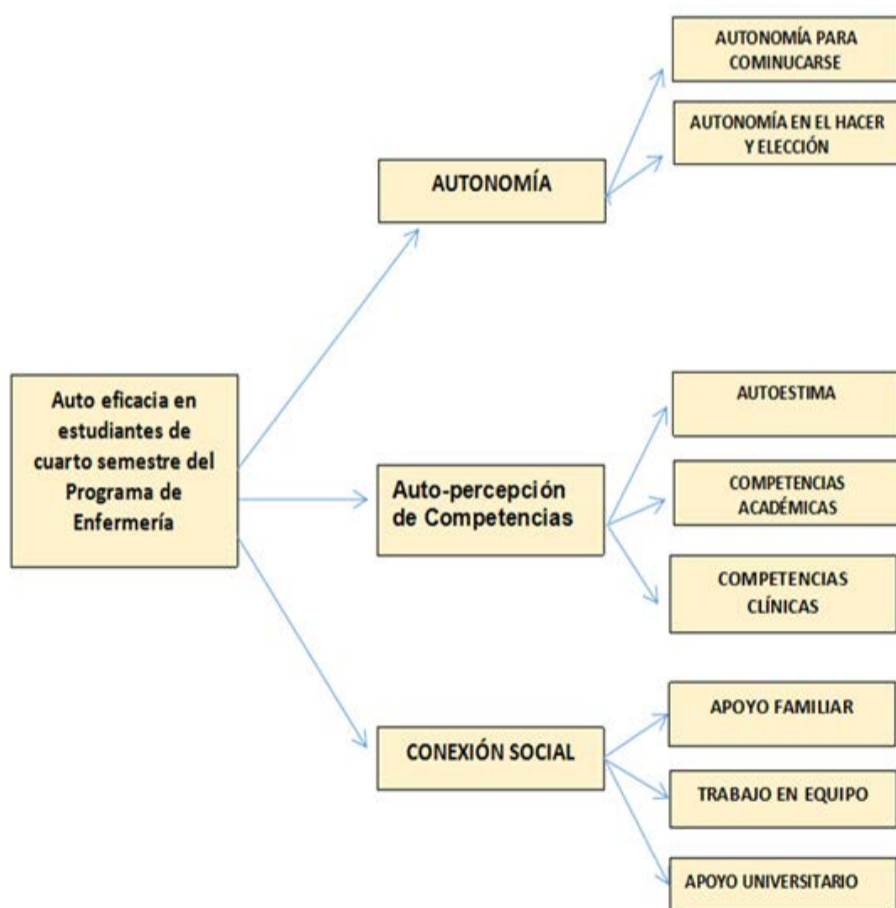 AUTONOMÍA PARA
COMINUCARSE
AUTONOMÍA EN EL HACER
Y ELECCIÓN
AUTONOMÍA
Auto eficacia en
estudiantes de
cuarto semestre del
Programa de
Enfermería
Auto-percepción
de Competencias
AUTOESTIMA
COMPETENCIAS
ACADÉMICAS
COMPETENCIAS
CLÍNICAS
CONEXIÓN SOCIAL
APOYO FAMILIAR
TRABAJO EN EQUIPO
APOYO UNIVERSITARIO